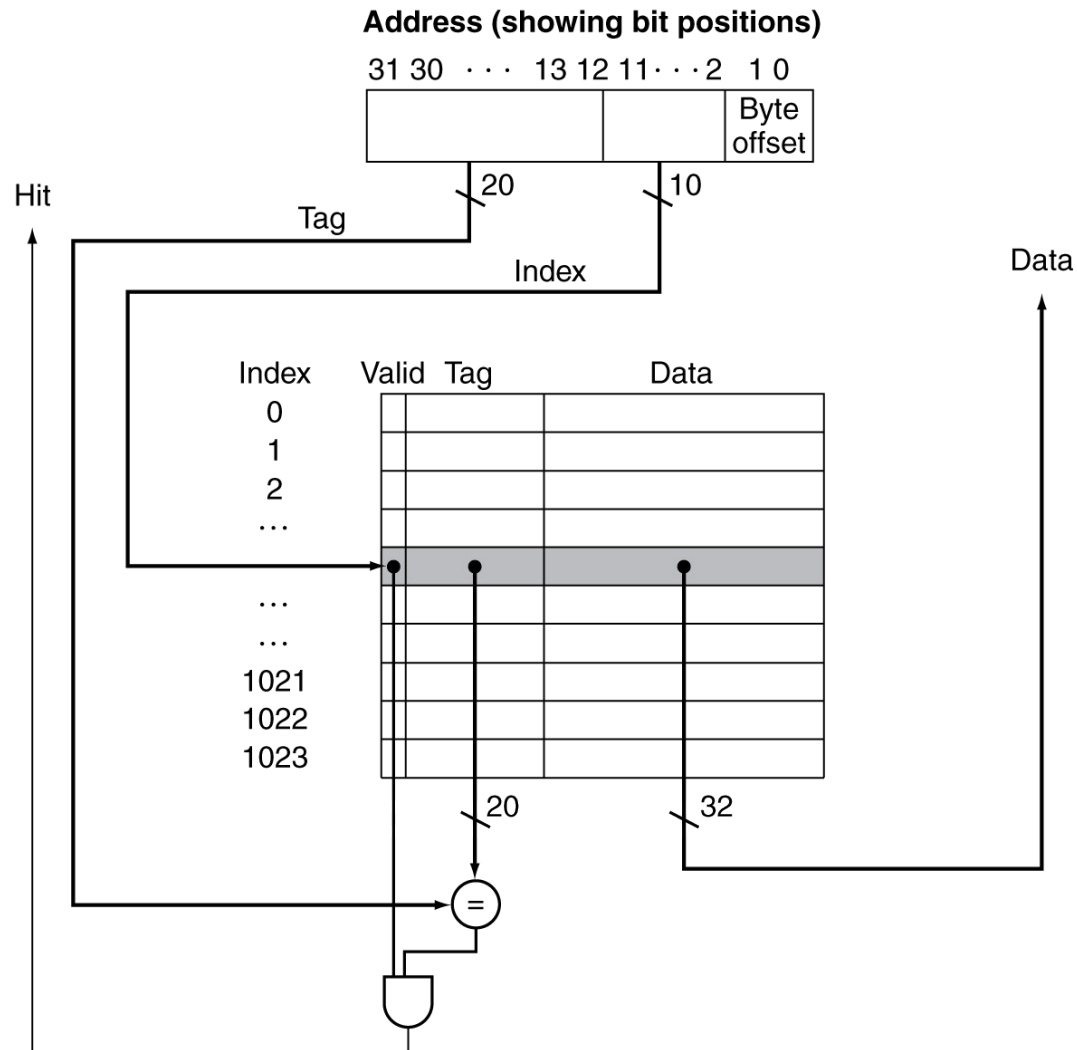 Address (showing bit positions)
31 30 · · · 13 12 11 · · · 2 1 0
Byte
offset
20
10
Hit
Tag
Data
Index
Index Valid Tag Data
0
1
2
...
...
...
1021
1022
1023
20
32
=